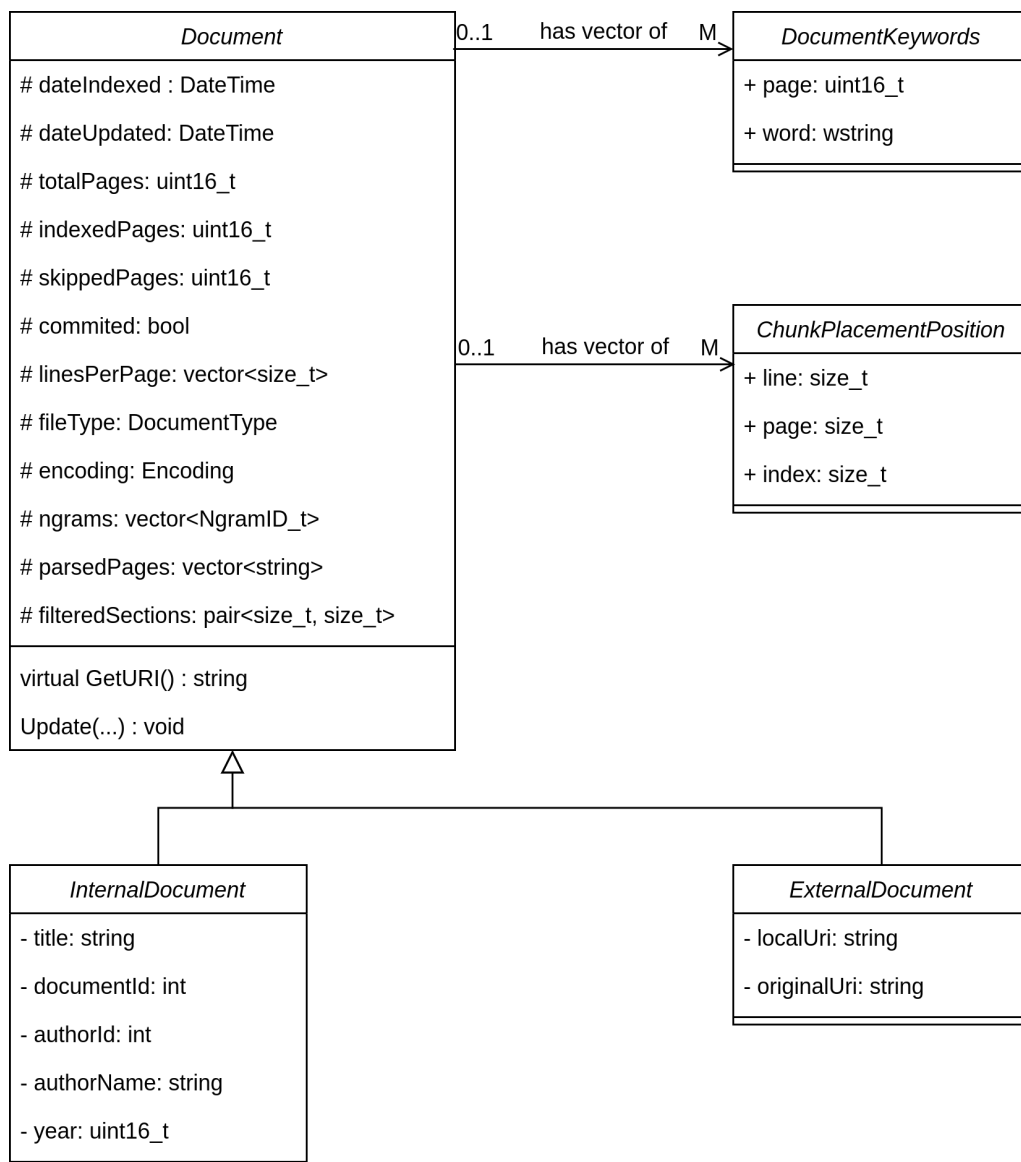 Document
# dateIndexed : DateTime
# dateUpdated: DateTime
# totalPages: uint16_t
# indexedPages: uint16_t
# skippedPages: uint16_t
# commited: bool
# linesPerPage: vector<size_t>
# fileType: DocumentType
# encoding: Encoding
# ngrams: vector<NgramID_t>
# parsedPages: vector<string>
# filteredSections: pair<size_t, size_t>
virtual GetURI() : string
Update(...) : void
0..1 has vector of M
DocumentKeywords
+ page: uint16_t
+ word: wstring
0..1 has vector of M
ChunkPlacementPosition
+ line: size_t
+ page: size_t
+ index: size_t
InternalDocument
- title: string
- documentId: int
- authorId: int
- authorName: string
- year: uint16_t
ExternalDocument
- localUri: string
- originalUri: string